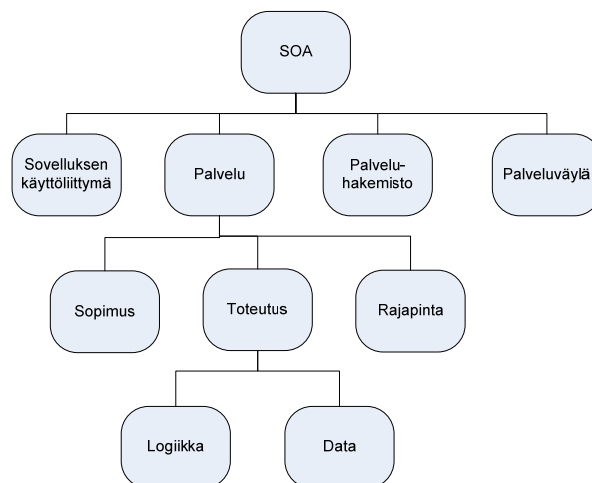 SOA
Sovelluksen
käyttöliittymä
Palvelu
Palvelu-
hakemisto
Palveluväylä
Sopimus
Toteutus
Rajapinta
Logiikka
Data